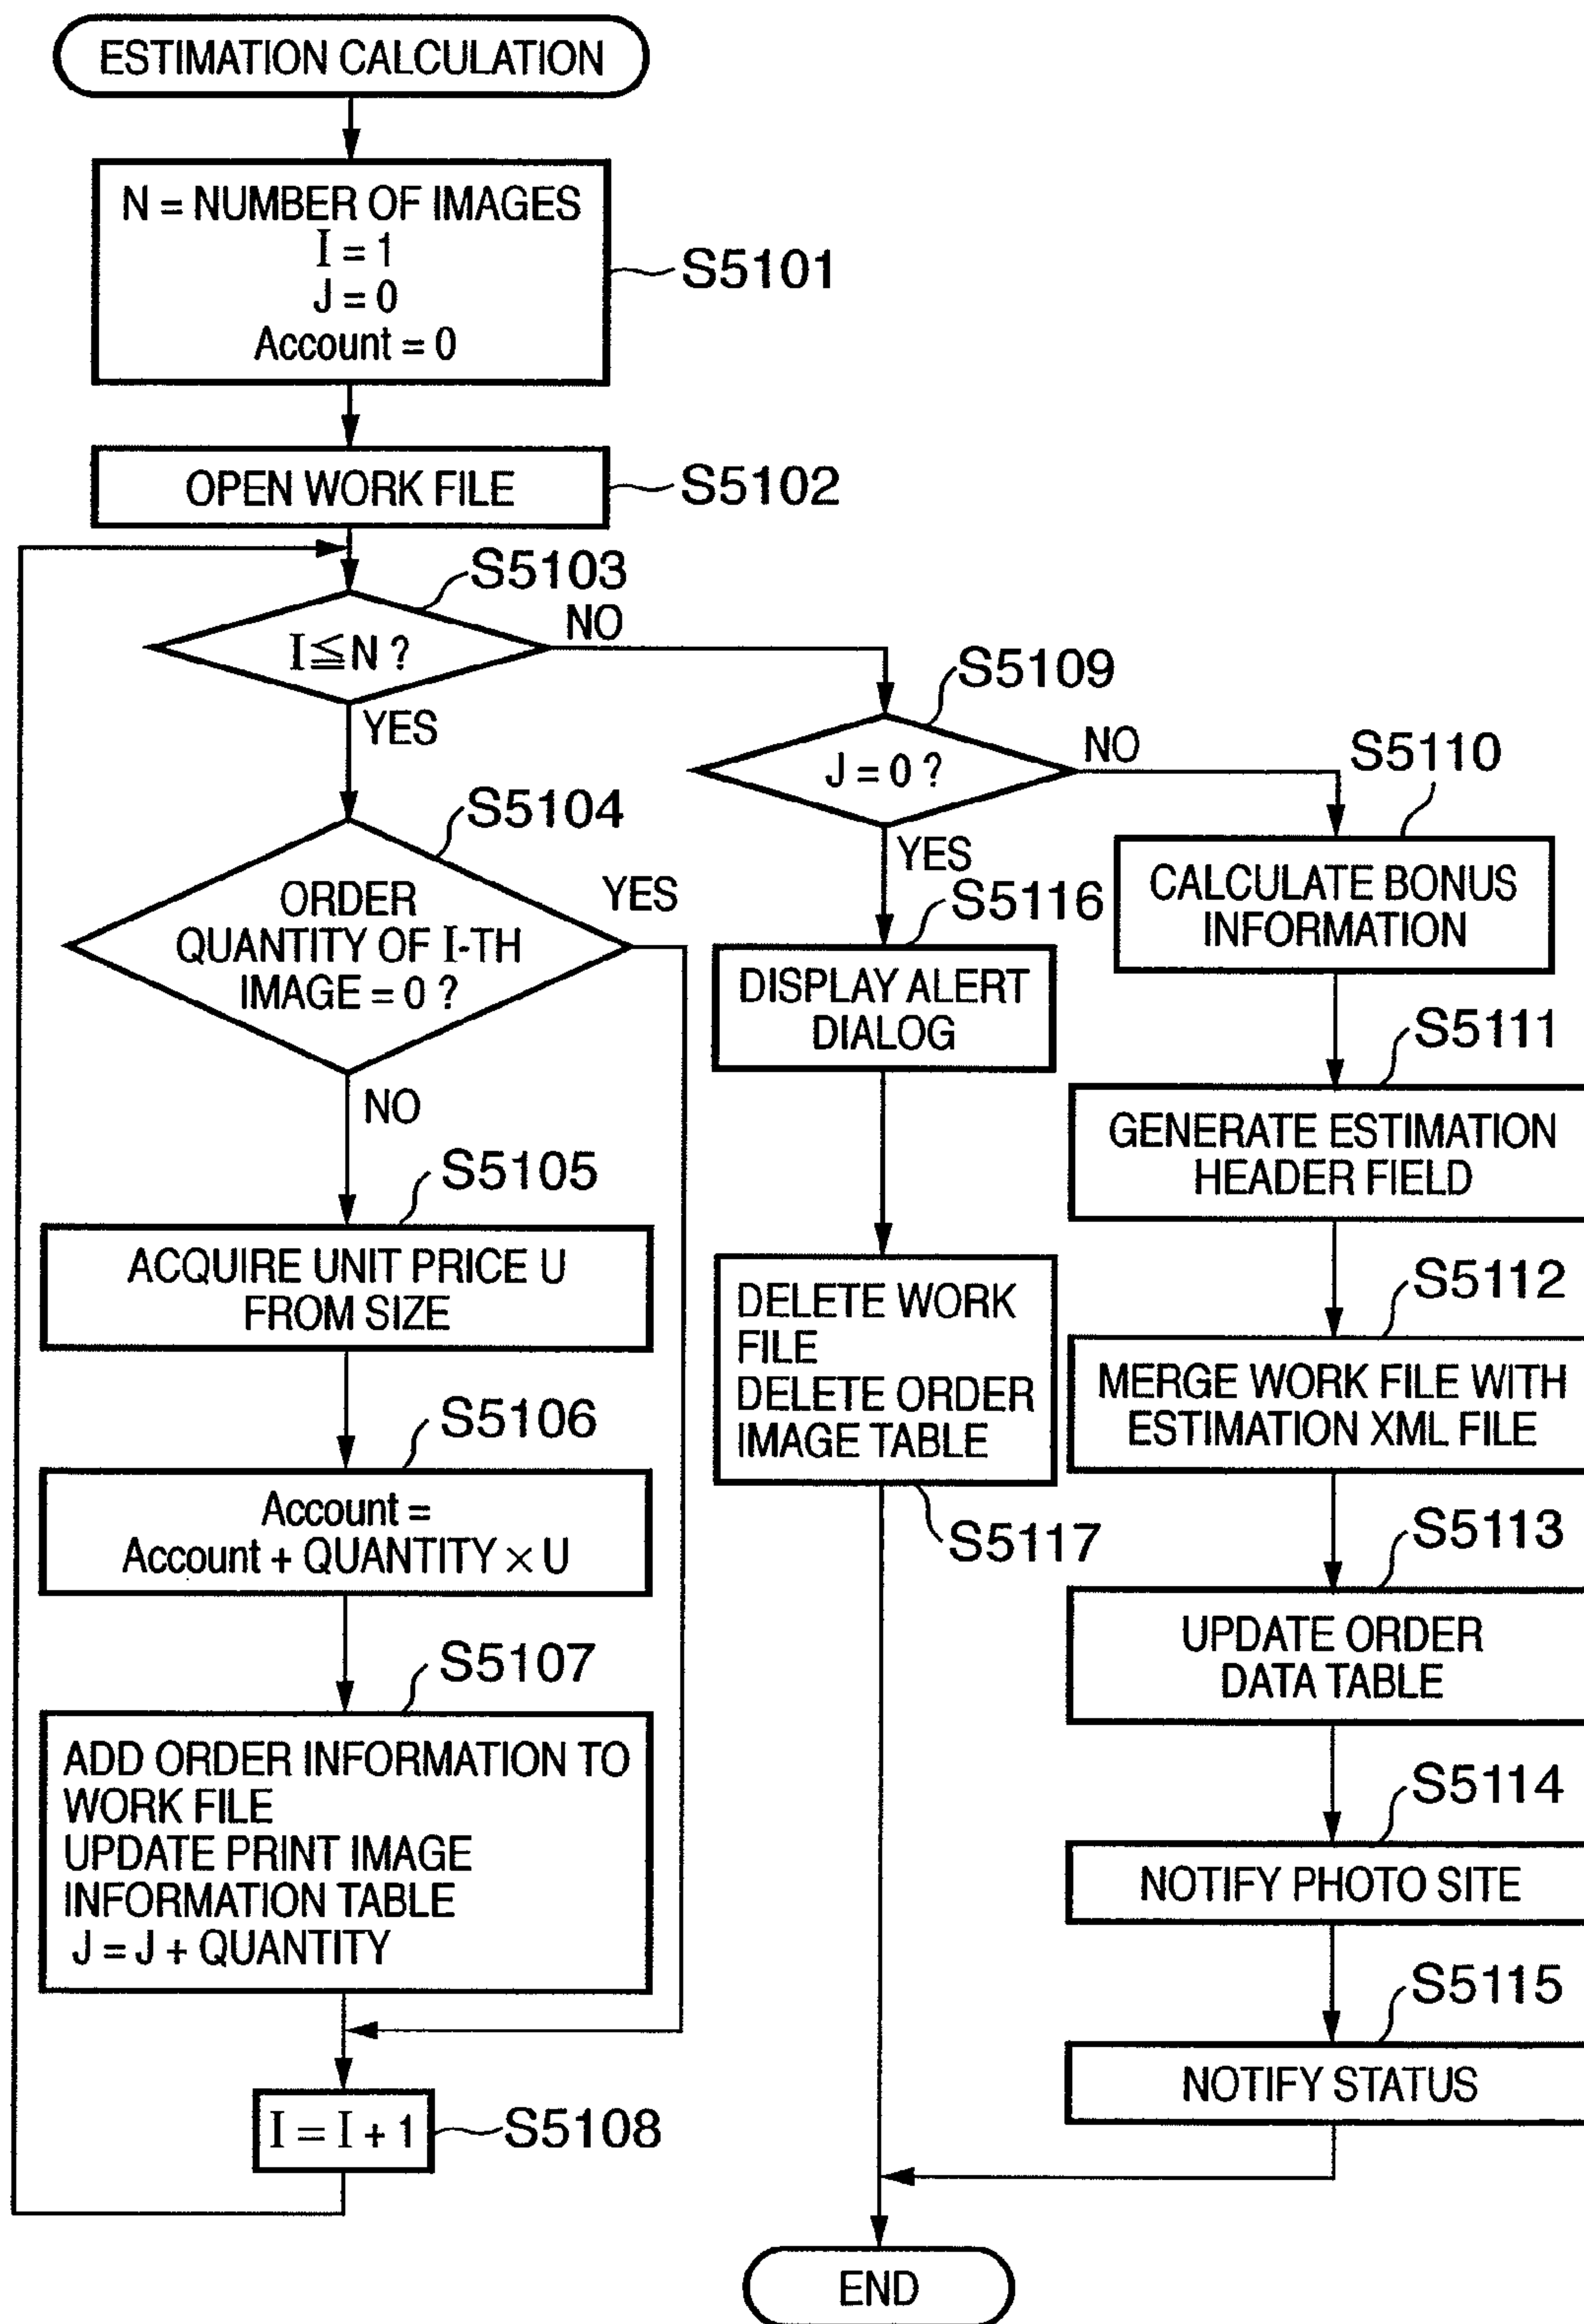 ESTIMATION CALCULATION
N = NUMBER OF IMAGES
I = 1
J = 0
Account = 0
S5101
OPEN WORK FILE
S5102
S5103
I≦N ?
NO
YES
S5104
ORDER
QUANTITY OF I-TH
IMAGE = 0 ?
YES
NO
S5105
ACQUIRE UNIT PRICE U
FROM SIZE
S5106
Account =
Account + QUANTITY × U
S5107
ADD ORDER INFORMATION TO
WORK FILE
UPDATE PRINT IMAGE
INFORMATION TABLE
J = J + QUANTITY
I = I + 1
S5108
S5109
J = 0 ?
NO
YES
S5116
DISPLAY ALERT
DIALOG
DELETE WORK
FILE
DELETE ORDER
IMAGE TABLE
S5117
S5110
CALCULATE BONUS
INFORMATION
S5111
GENERATE ESTIMATION
HEADER FIELD
S5112
MERGE WORK FILE WITH
ESTIMATION XML FILE
S5113
UPDATE ORDER
DATA TABLE
S5114
NOTIFY PHOTO SITE
S5115
NOTIFY STATUS
END